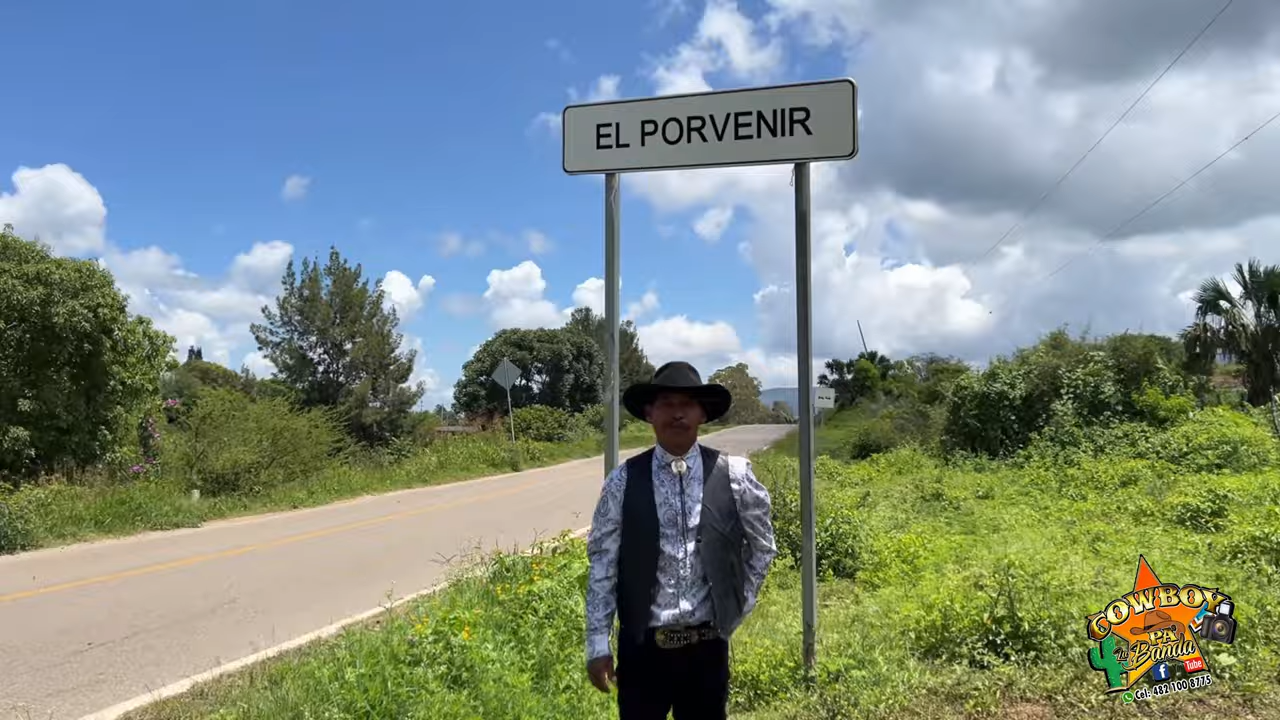 EL PORVENIR
COWBOY
PA
La Banda
f
Tube
Cel: 482 100 8775